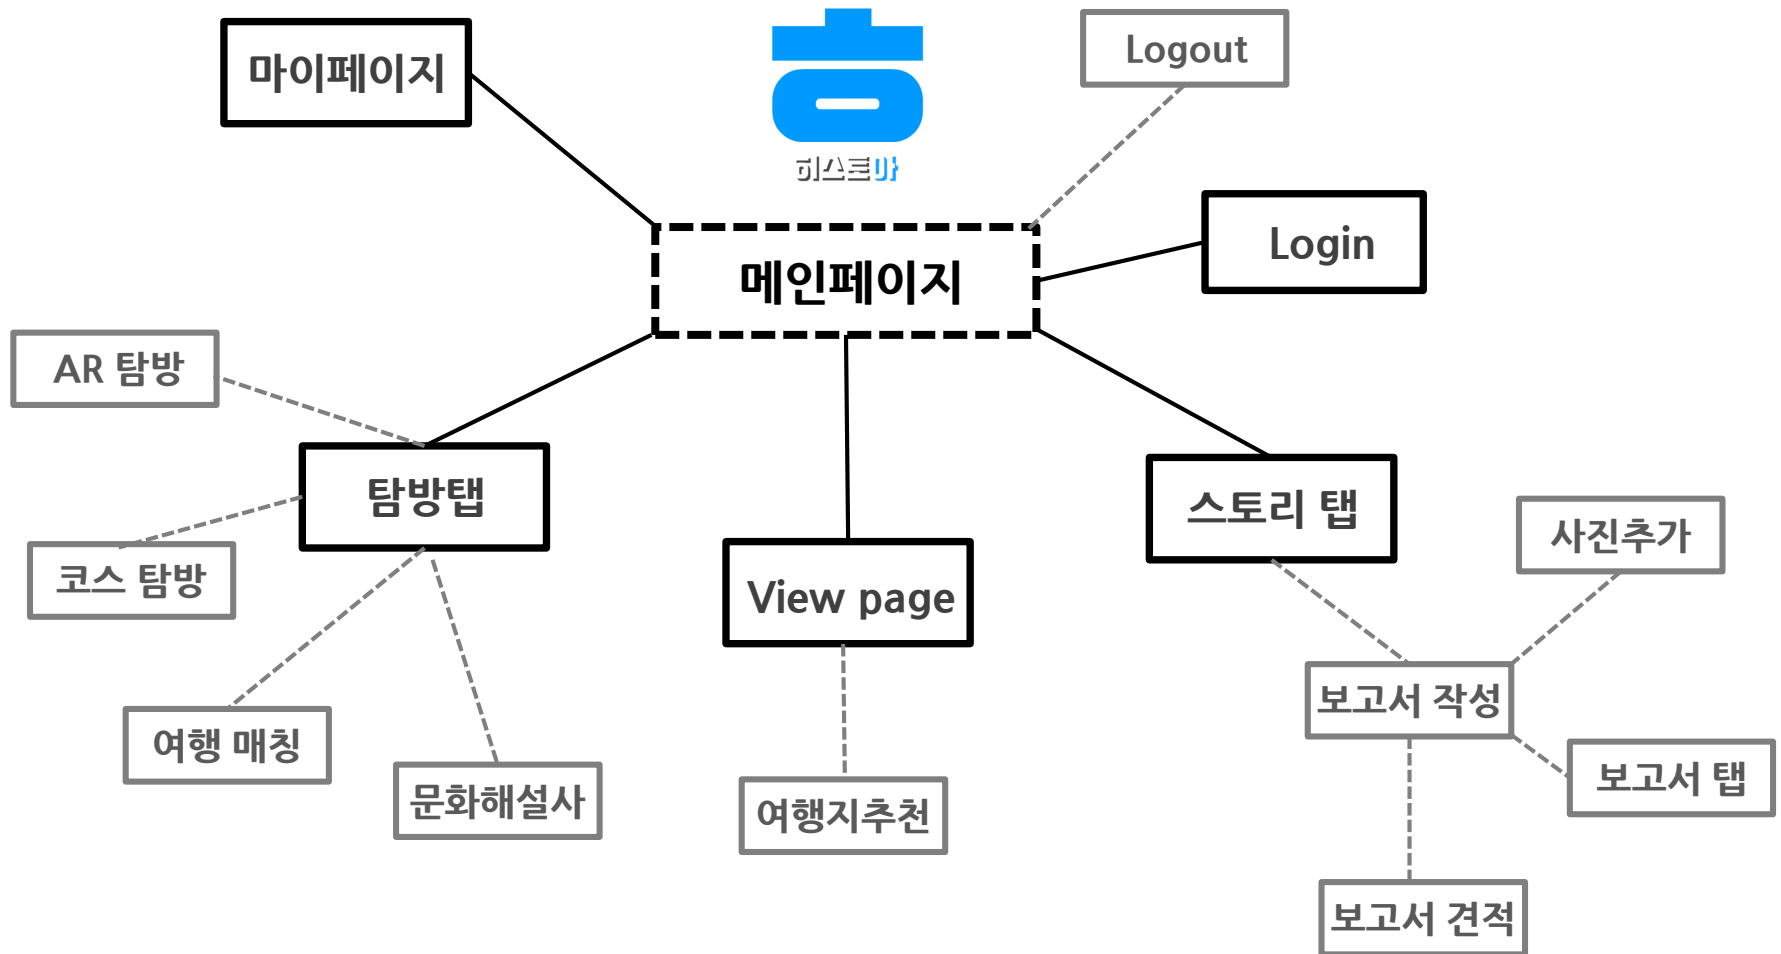 흐
히스토마
마이페이지
Logout
Login
메인페이지
AR 탐방
탐방탭
스토리 탭
사진추가
코스 탐방
View page
보고서 작성
여행 매칭
문화해설사
여행지추천
보고서 탭
보고서 견적